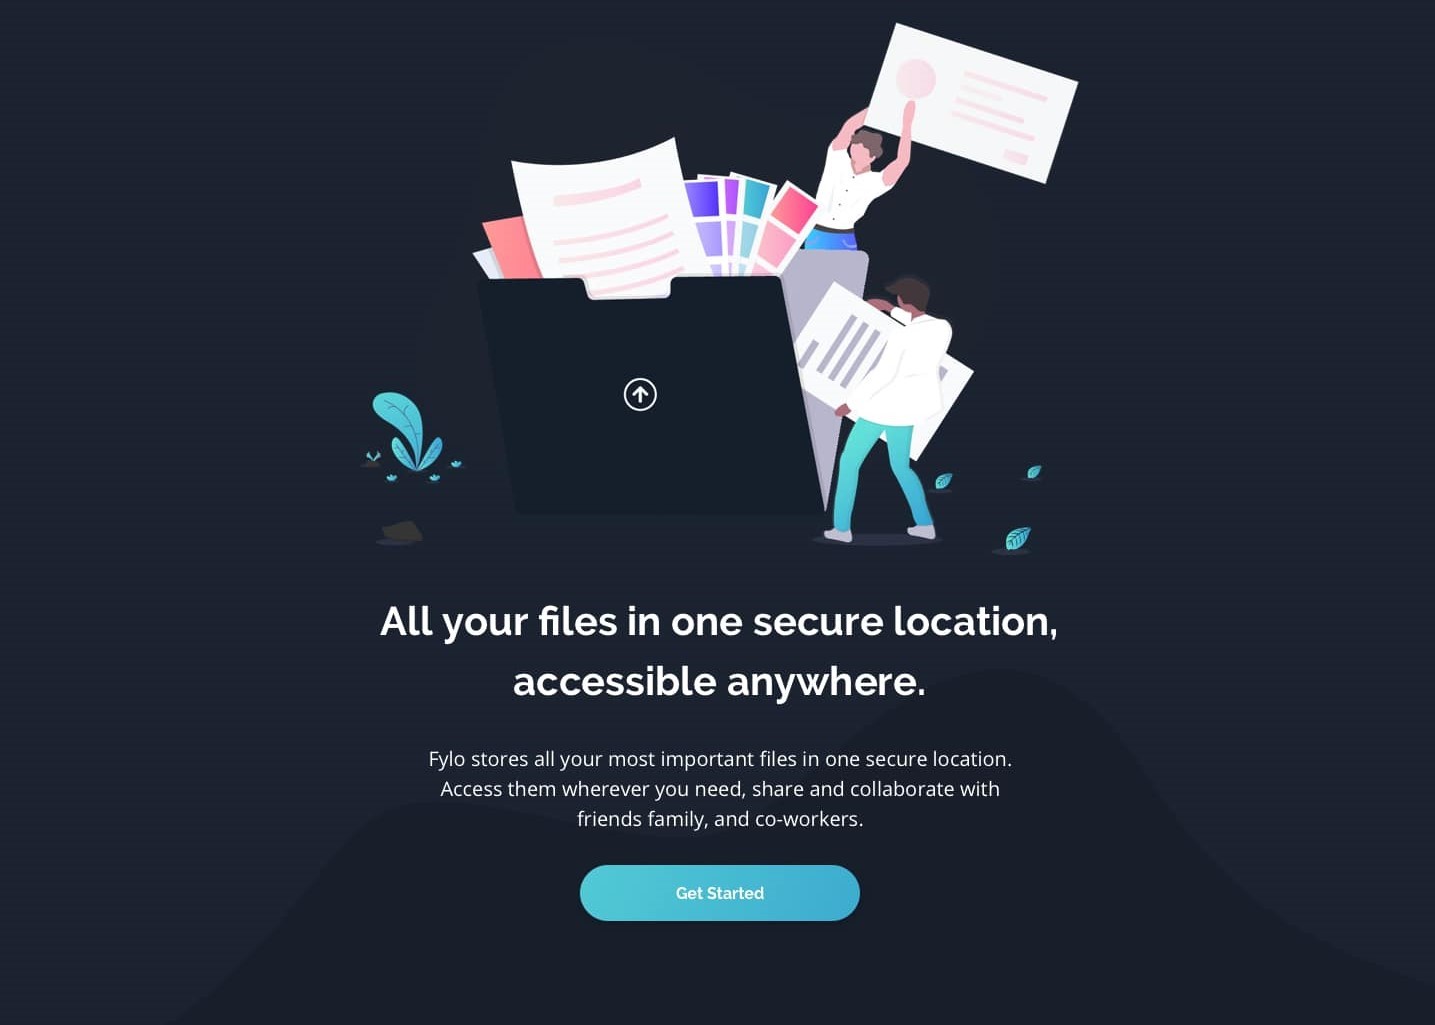 All your files in one secure location,
accessible anywhere.
Fylo stores all your most important files in one secure location.
Access them wherever you need, share and collaborate with
friends family, and co-workers.
Get Started